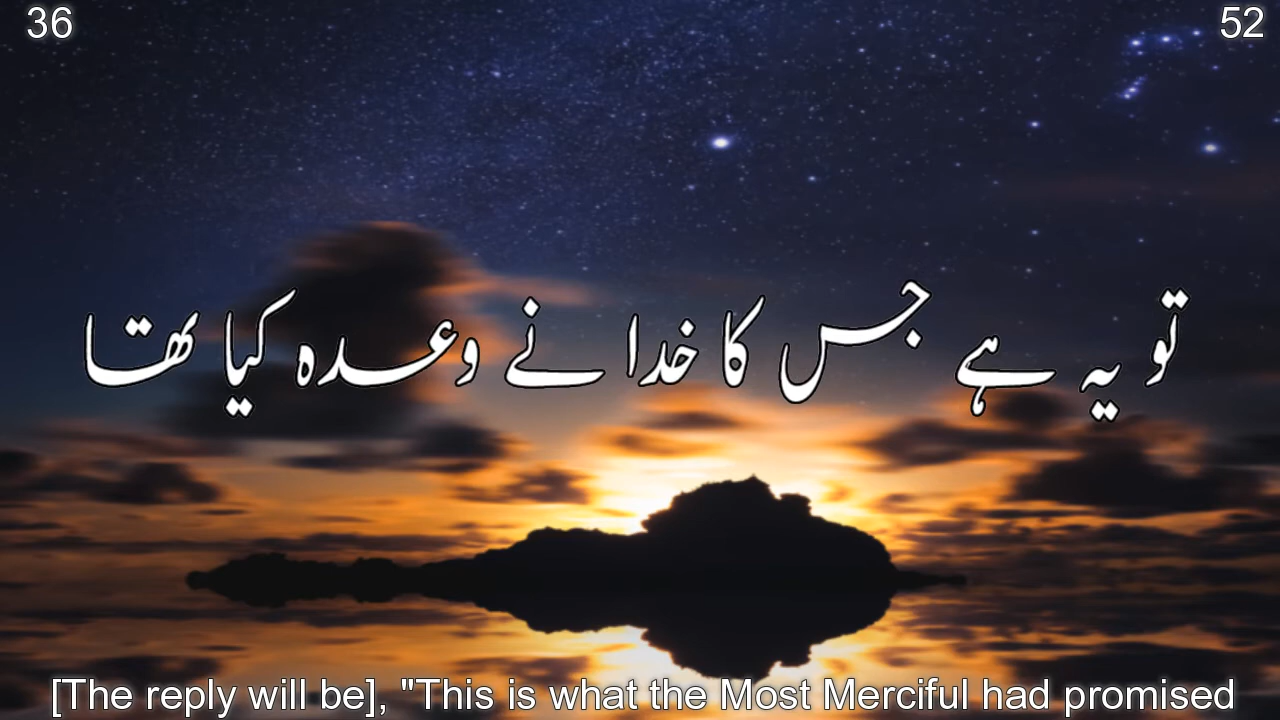 36
52
تو یہ ہے جس کا خدا نے وعدہ کیا تھا
[The reply will be], "This is what the Most Merciful had promised